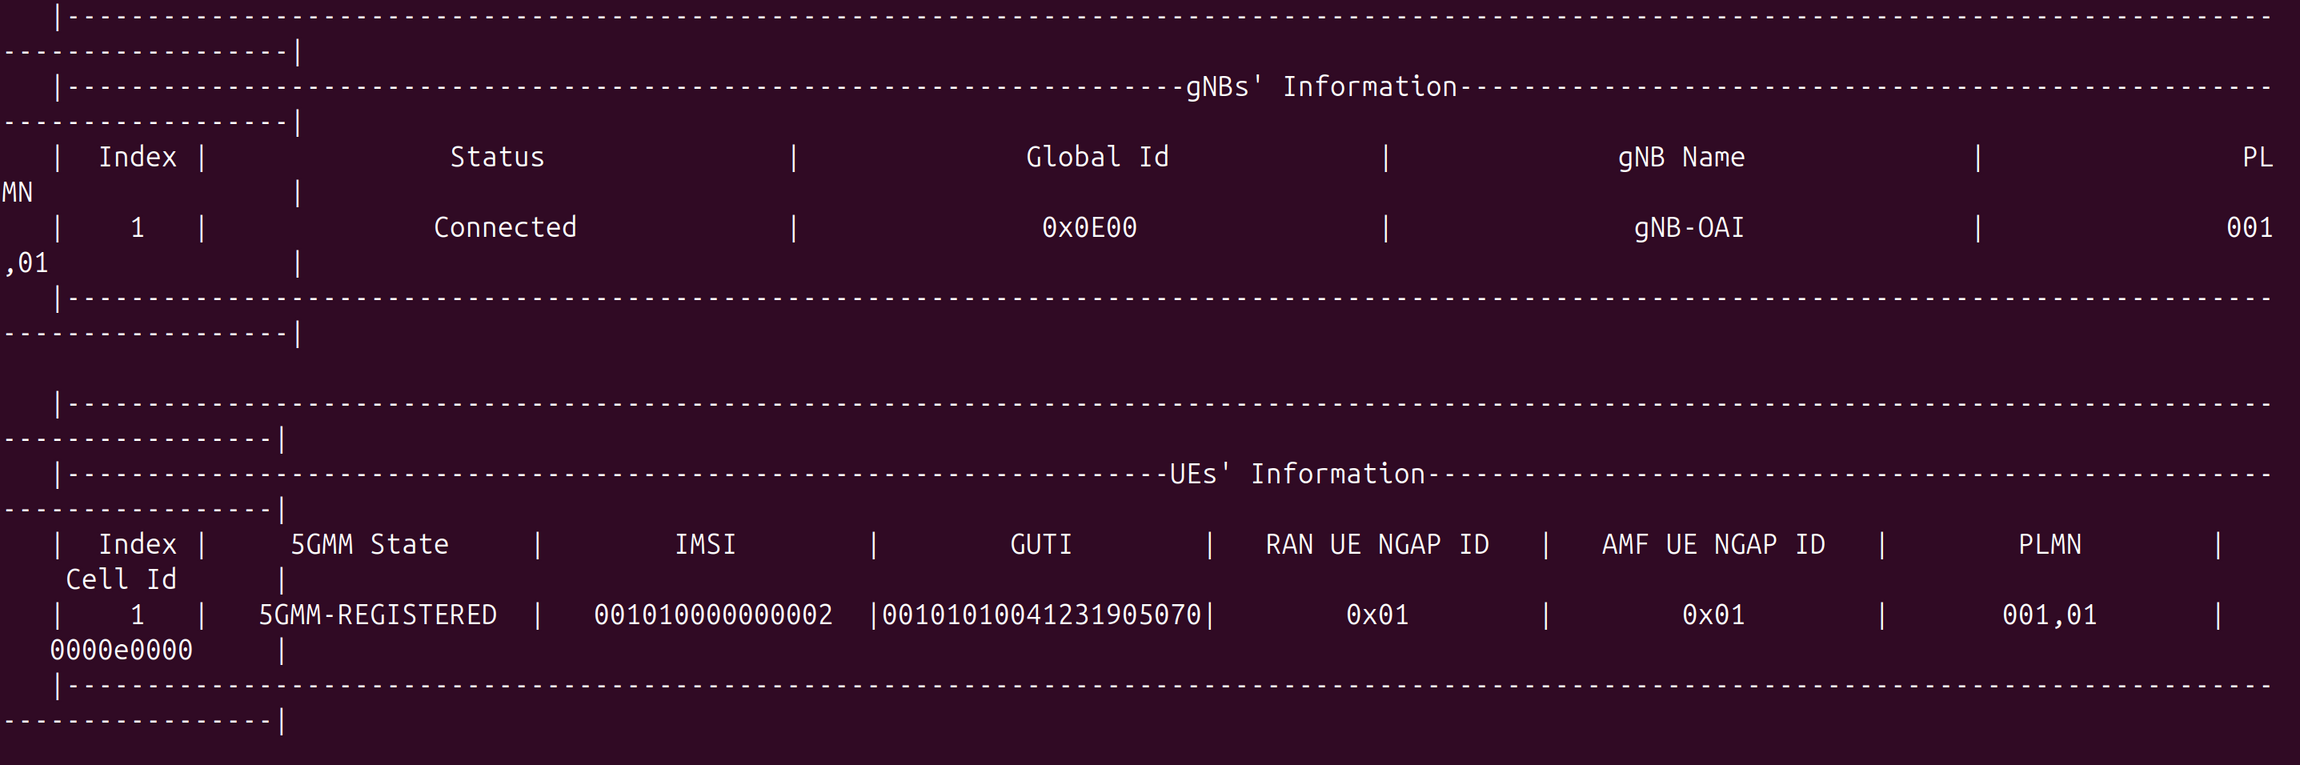 |------------------------------------------------------------------------------------------------------------------------------------------
------------------|
|----------------------------------------------------------------------gNBs' Information---------------------------------------------------
------------------|
| Index | Status | Global Id | gNB Name | PL
MN |
| 1 | Connected | 0x0E00 | gNB-OAI | 001
,01 |
|------------------------------------------------------------------------------------------------------------------------------------------
------------------|
|------------------------------------------------------------------------------------------------------------------------------------------
-----------------|
|---------------------------------------------------------------------UEs' Information-----------------------------------------------------
-----------------|
| Index | 5GMM State | IMSI | GUTI | RAN UE NGAP ID | AMF UE NGAP ID | PLMN |
Cell Id |
| 1 | 5GMM-REGISTERED | 001010000000002 |00101010041231905070| 0x01 | 0x01 | 001,01 |
0000e0000 |
|------------------------------------------------------------------------------------------------------------------------------------------
-----------------|